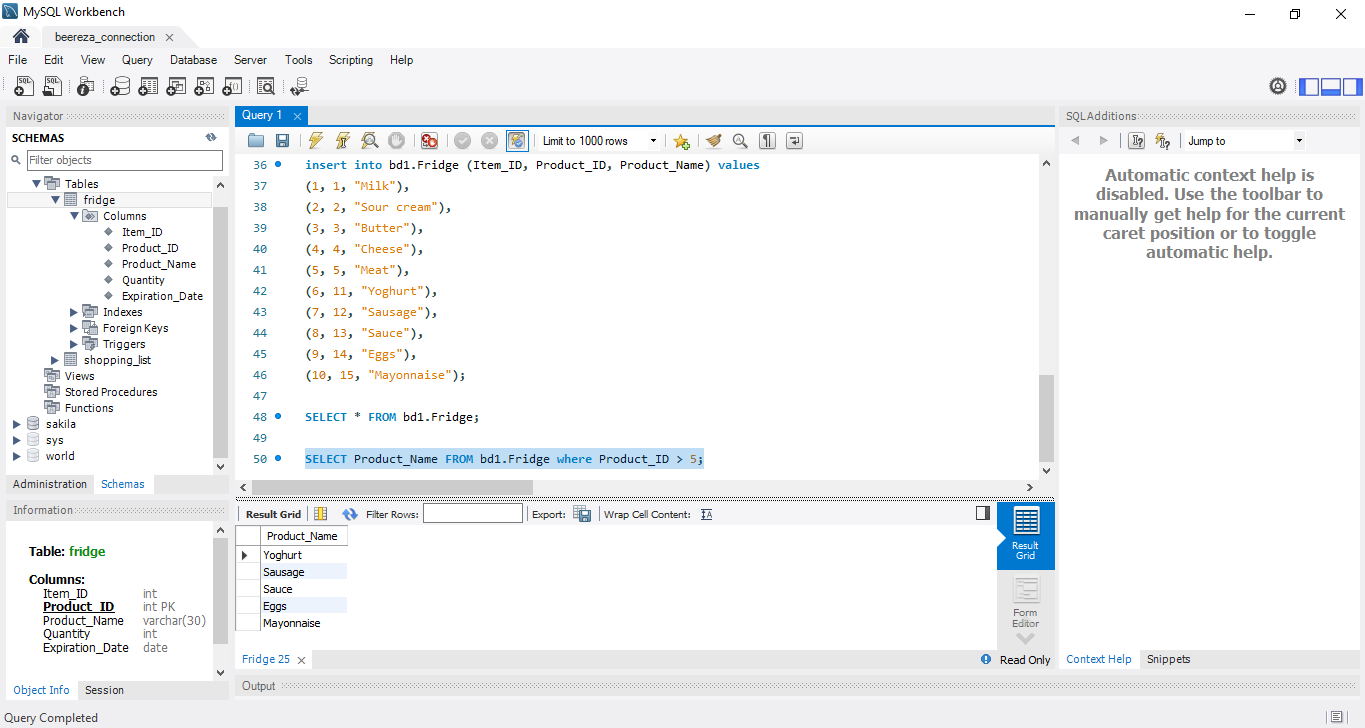 MySQL Workbench
beereza_connection
File Edit View Query Database Server Tools Scripting Help
Navigator
SCHEMAS
Filter objects
Tables
fridge
Columns
Item_ID
Product_ID
Product_Name
Quantity
Expiration_Date
Indexes
Foreign Keys
Triggers
shopping_list
Views
Stored Procedures
Functions
sakila
sys
world
Administration Schemas
Information
Table: fridge
Columns:
Item_ID int
Product_ID int PK
Product_Name varchar(30)
Quantity int
Expiration_Date date
Object Info Session
Query 1
Limit to 1000 rows
36 insert into bd1.Fridge (Item_ID, Product_ID, Product_Name) values
37 (1, 1, "Milk"),
38 (2, 2, "Sour cream"),
39 (3, 3, "Butter"),
40 (4, 4, "Cheese"),
41 (5, 5, "Meat"),
42 (6, 11, "Yoghurt"),
43 (7, 12, "Sausage"),
44 (8, 13, "Sauce"),
45 (9, 14, "Eggs"),
46 (10, 15, "Mayonnaise");
47
48 SELECT * FROM bd1.Fridge;
49
50 SELECT Product_Name FROM bd1.Fridge where Product_ID > 5;
Result Grid Filter Rows: Export: Wrap Cell Content:
Product_Name
Yoghurt
Sausage
Sauce
Eggs
Mayonnaise
Result
Grid
Form
Editor
Fridge 25
Read Only
Output
SQLAdditions
Jump to
Automatic context help is
disabled. Use the toolbar to
manually get help for the current
caret position or to toggle
automatic help.
Context Help Snippets
Query Completed